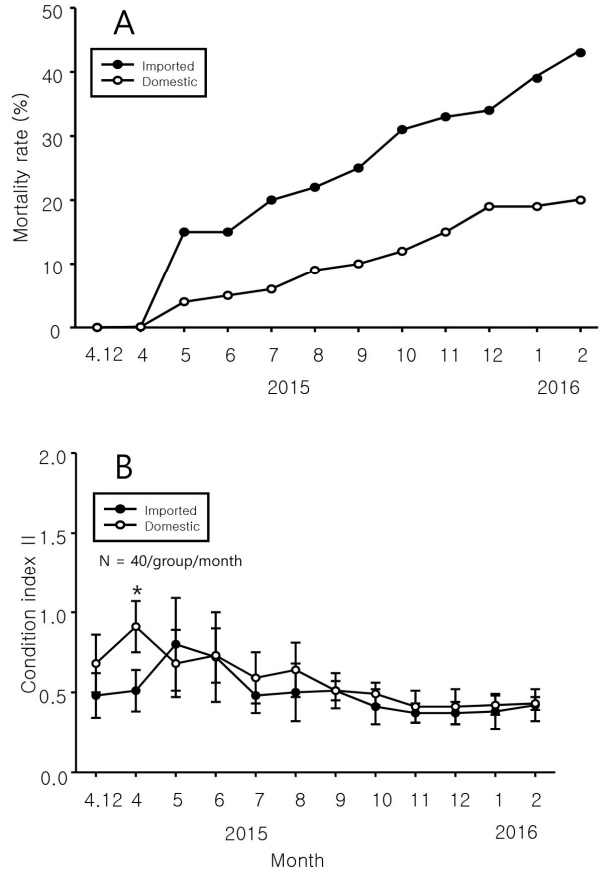 A
50
40
30
20
10
0
Mortality rate (%)
Imported
Domestic
4.12 4 5 6 7 8 9 10 11 12 1 2
2015 2016
B
2.0
1.5
1.0
0.5
0.0
Condition index II
Imported
Domestic
N = 40/group/month
*
4.12 4 5 6 7 8 9 10 11 12 1 2
2015 2016
Month